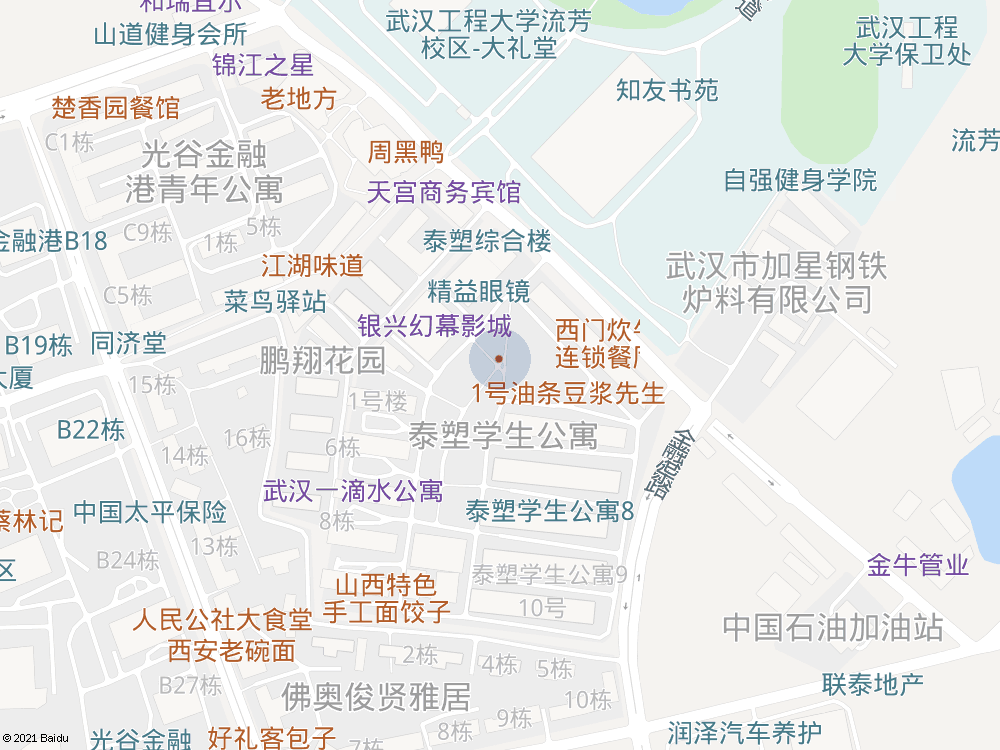 和瑞宜尔
山道健身会所
武汉工程大学流芳
校区-大礼堂
道
武汉工程
大学保卫处
锦江之星
楚香园餐馆
老地方
知友书苑
C1栋
光谷金融
港青年公寓
周黑鸭
流芳
天宫商务宾馆
自强健身学院
5栋
C9栋
1栋
金融港B18
泰塑综合楼
江湖味道
武汉市加星钢铁
炉料有限公司
C5栋
菜鸟驿站
精益眼镜
银兴幻幕影城
西门炊牛
连锁餐厅
B19栋
同济堂
鹏翔花园
大厦
15栋
1号楼
1号油条豆浆先生
B22栋
16栋
6栋
泰塑学生公寓
金融港路
14栋
武汉一滴水公寓
中国太平保险
8栋
泰塑学生公寓8
蔡林记
13栋
B24栋
区
金牛管业
泰塑学生公寓9
山西特色
手工面饺子
10号
人民公社大食堂
西安老碗面
中国石油加油站
2栋
4栋
5栋
B27栋
佛奥俊贤雅居
联泰地产
10栋
9栋
8栋
润泽汽车养护
© 2021 Baidu
光谷金融
好礼客包子